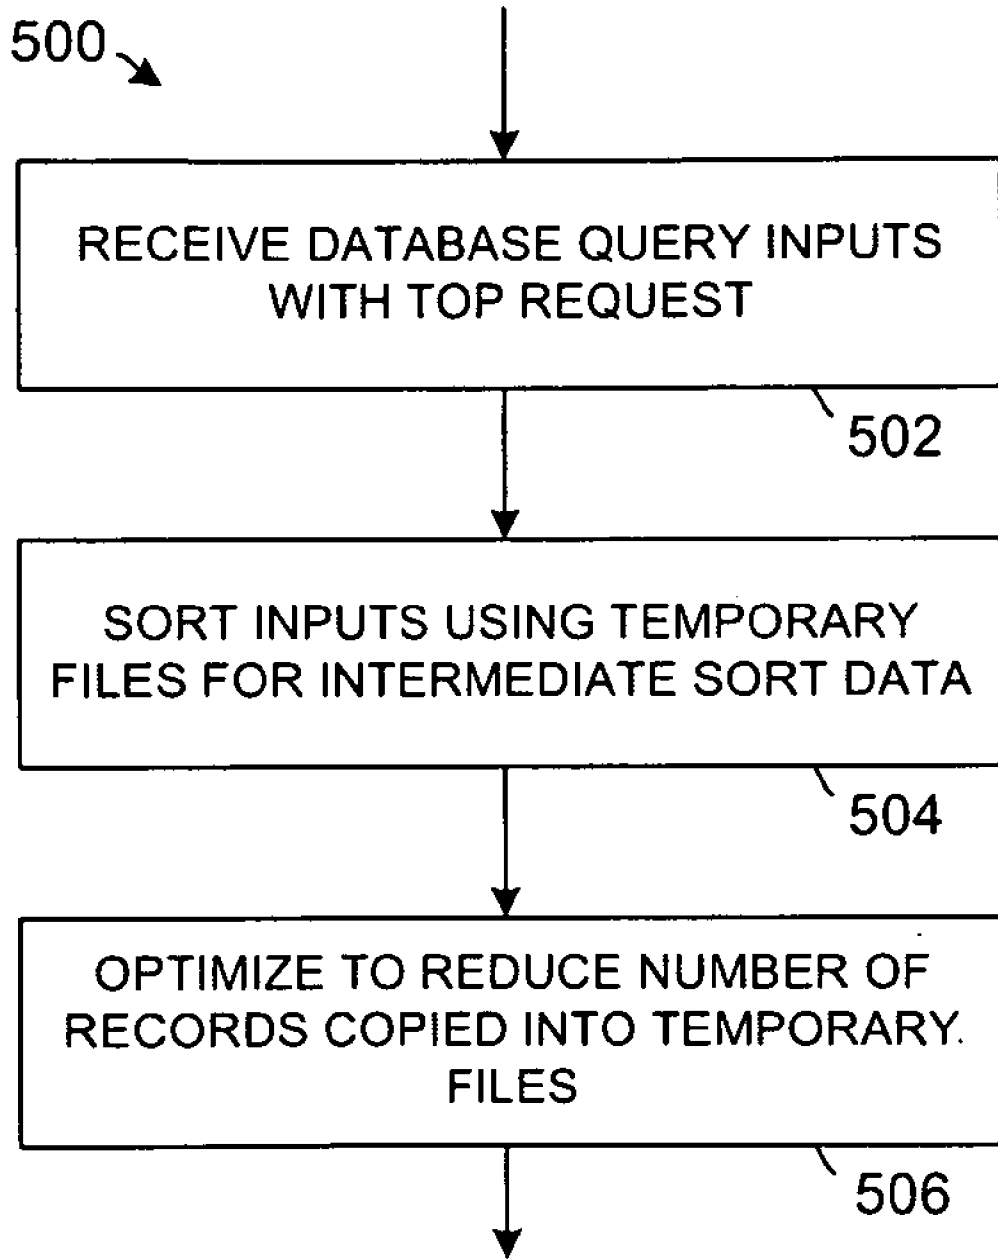 500
RECEIVE DATABASE QUERY INPUTS
WITH TOP REQUEST
502
SORT INPUTS USING TEMPORARY
FILES FOR INTERMEDIATE SORT DATA
504
OPTIMIZE TO REDUCE NUMBER OF
RECORDS COPIED INTO TEMPORARY
FILES
506